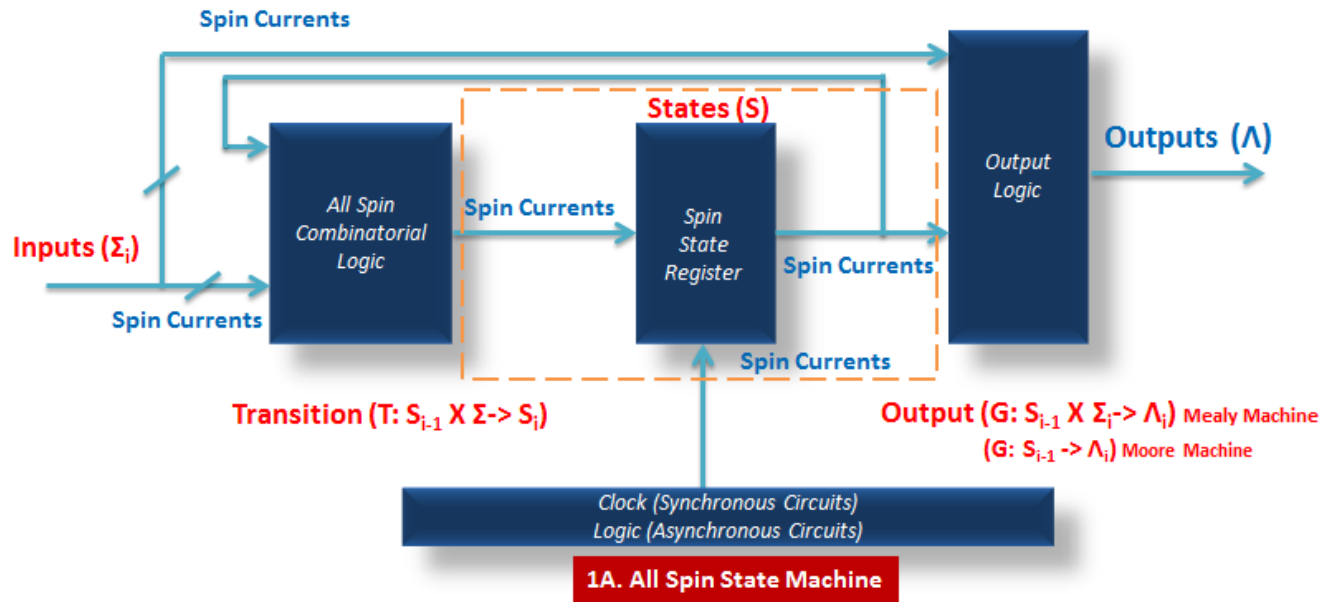 Spin Currents
States (S)
Outputs (Λ)
Output
Logic
All Spin
Combinatorial
Logic
Spin Currents
Spin
State
Register
Inputs (Σi)
Spin Currents
Spin Currents
Spin Currents
Transition (T: Si-1 X Σ-> Si)
Output (G: Si-1 X Σi-> Λi) Mealy Machine
(G: Si-1 -> Λi) Moore Machine
Clock (Synchronous Circuits)
Logic (Asynchronous Circuits)
1A. All Spin State Machine